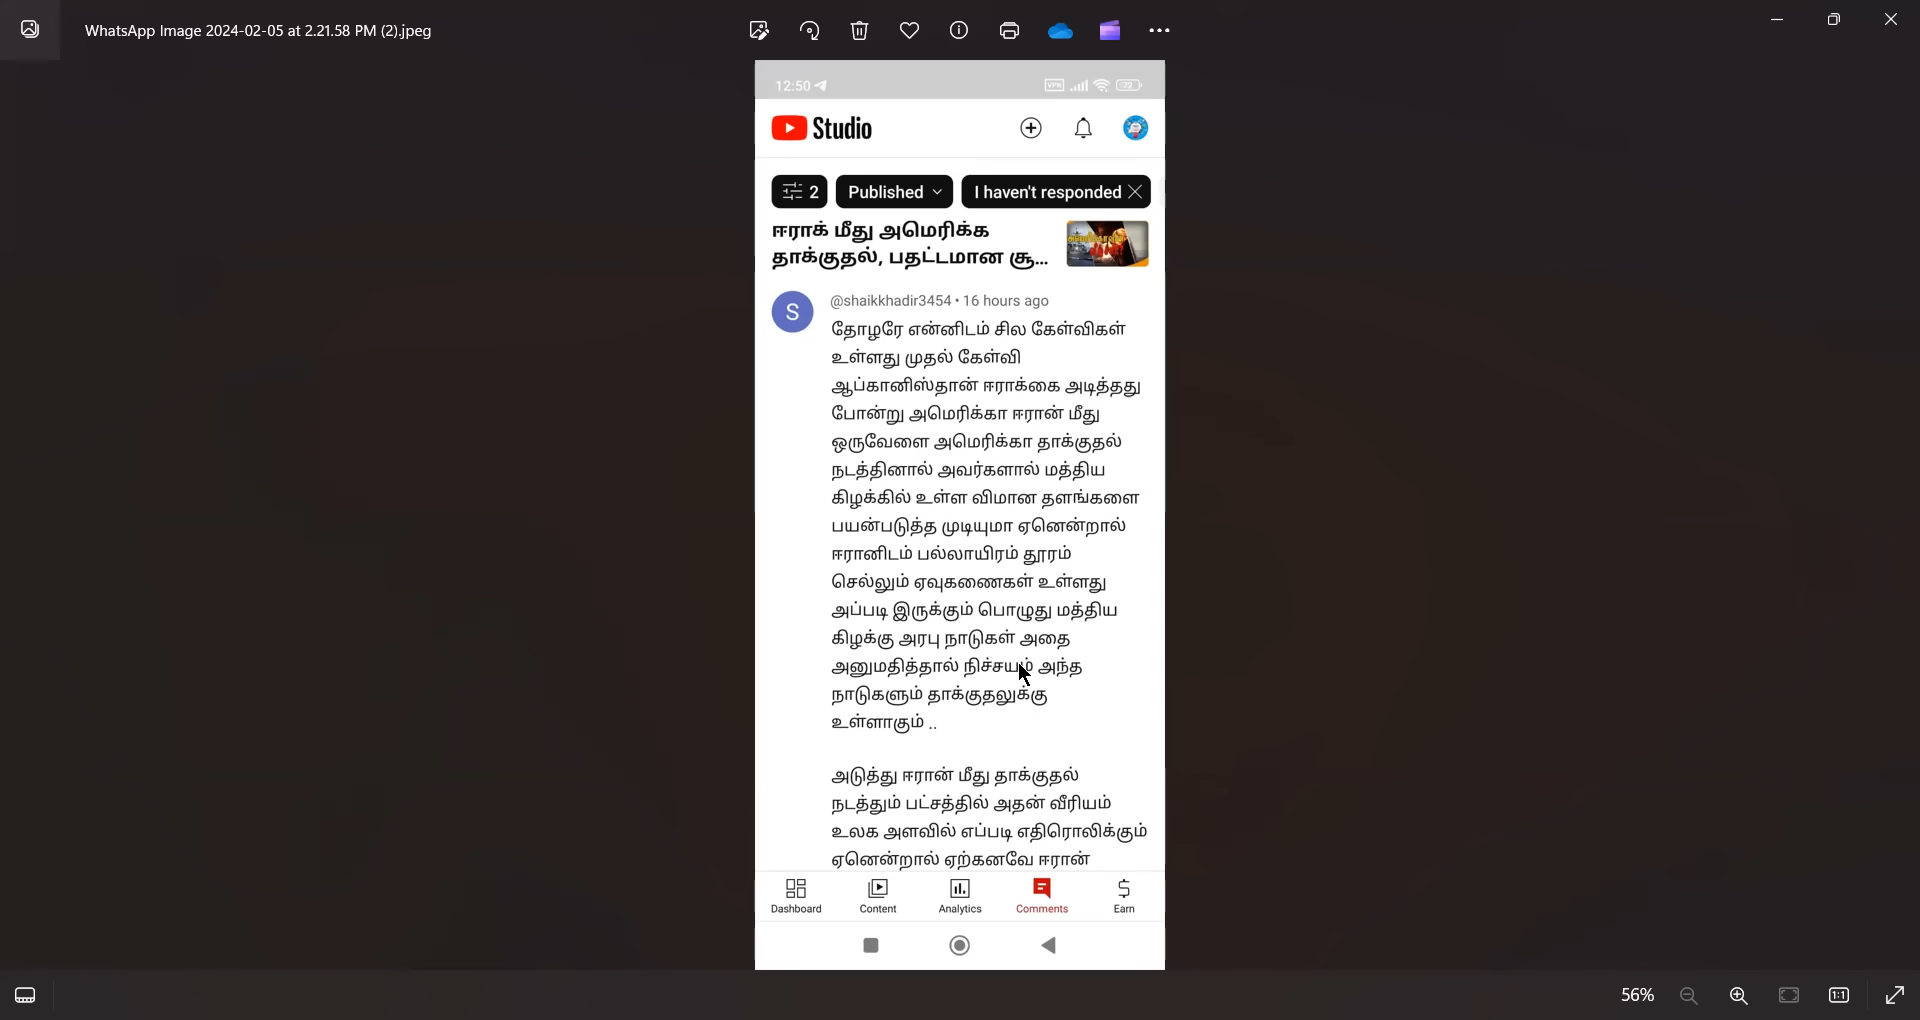 WhatsApp Image 2024-02-05 at 2.21.58 PM (2).jpeg
12:50
VPN
22
Studio
2
Published
I haven't responded
ஈராக் மீது அமெரிக்க
தாக்குதல், பதட்டமான சூ...
S
@shaikkhadir3454 • 16 hours ago
தோழரே என்னிடம் சில கேள்விகள்
உள்ளது முதல் கேள்வி
ஆப்கானிஸ்தான் ஈராக்கை அடித்தது
போன்று அமெரிக்கா ஈரான் மீது
ஒருவேளை அமெரிக்கா தாக்குதல்
நடத்தினால் அவர்களால் மத்திய
கிழக்கில் உள்ள விமான தளங்களை
பயன்படுத்த முடியுமா ஏனென்றால்
ஈரானிடம் பல்லாயிரம் தூரம்
செல்லும் ஏவுகணைகள் உள்ளது
அப்படி இருக்கும் பொழுது மத்திய
கிழக்கு அரபு நாடுகள் அதை
அனுமதித்தால் நிச்சயம் அந்த
நாடுகளும் தாக்குதலுக்கு
உள்ளாகும் ..
அடுத்து ஈரான் மீது தாக்குதல்
நடத்தும் பட்சத்தில் அதன் வீரியம்
உலக அளவில் எப்படி எதிரொலிக்கும்
ஏனென்றால் ஏற்கனவே ஈரான்
Dashboard
Content
Analytics
Comments
Earn
56%
1:1